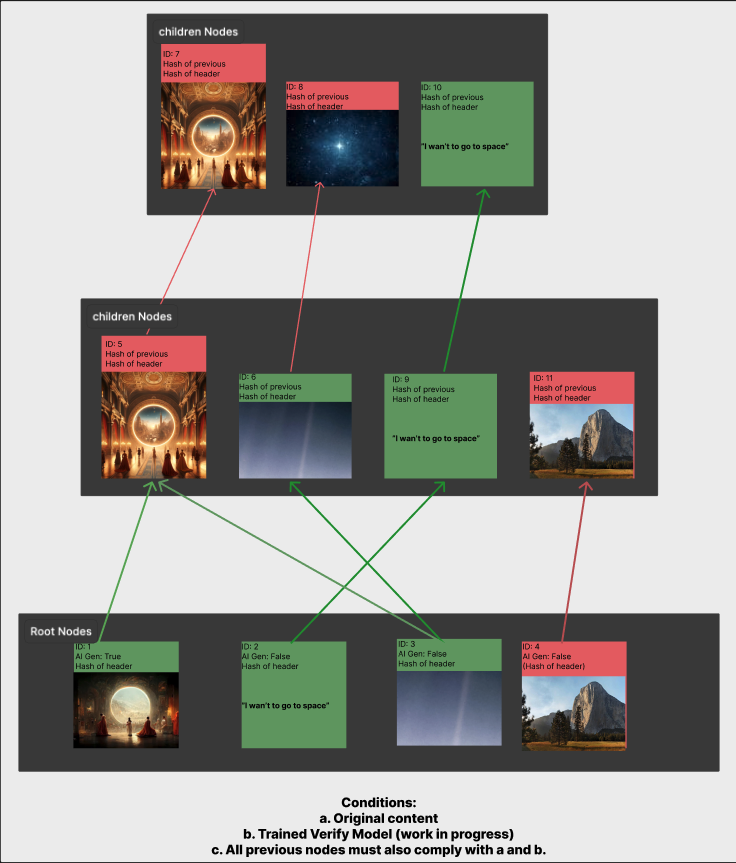 children Nodes
ID: 7
Hash of previous
Hash of header
ID: 8
Hash of previous
Hash of header
ID: 10
Hash of previous
Hash of header
"I wan't to go to space"
children Nodes
ID: 5
Hash of previous
Hash of header
ID: 6
Hash of previous
Hash of header
ID: 9
Hash of previous
Hash of header
"I wan't to go to space"
ID: 11
Hash of previous
Hash of header
Root Nodes
ID: 1
AI Gen: True
Hash of header
ID: 2
AI Gen: False
Hash of header
"I wan't to go to space"
ID: 3
AI Gen: False
Hash of header
ID: 4
AI Gen: False
(Hash of header)
Conditions:
a. Original content
b. Trained Verify Model (work in progress)
c. All previous nodes must also comply with a and b.